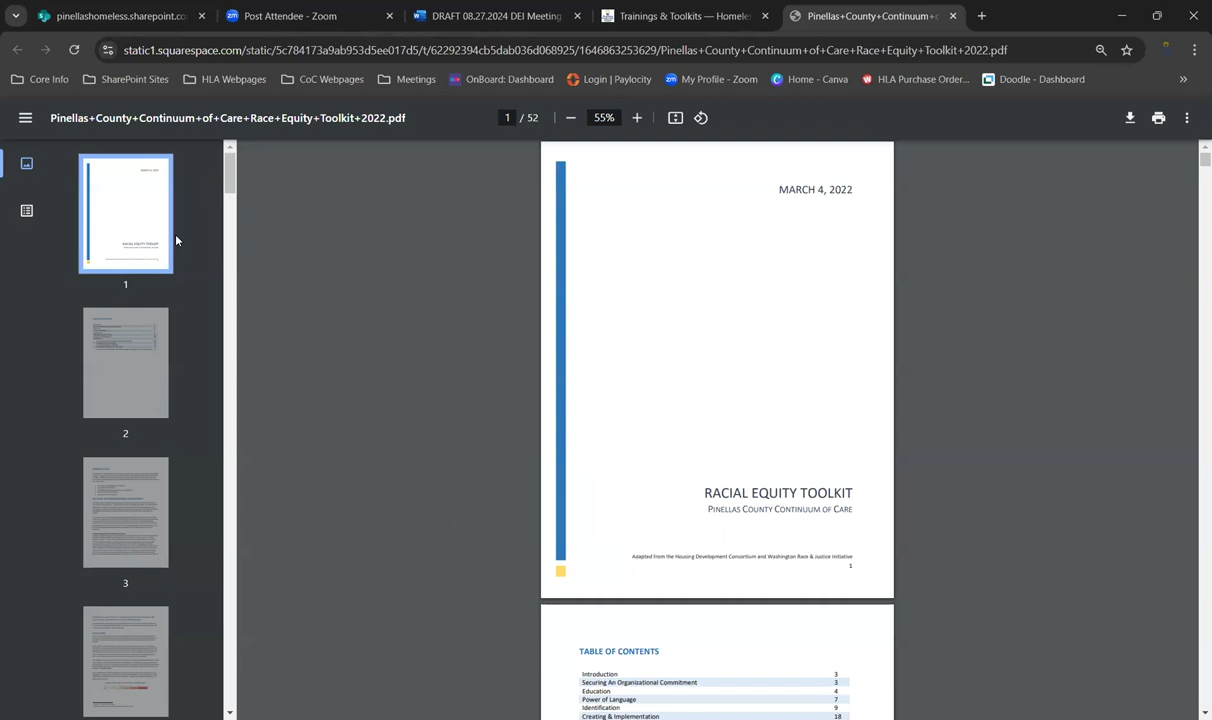 pinellashomeless.sharepoint.co
Post Attendee - Zoom
DRAFT 08.27.2024 DEI Meeting
Trainings & Toolkits — Homele
Pinellas+County+Continuum+o
static1.squarespace.com/static/5c784173a9ab953d5ee017d5/t/62292394cb5dab036d068925/1646863253629/Pinellas+County+Continuum+of+Care+Race+Equity+Toolkit+2022.pdf
Core Info
SharePoint Sites
HLA Webpages
CoC Webpages
Meetings
OnBoard: Dashboard
Login | Paylocity
My Profile - Zoom
Home - Canva
HLA Purchase Order...
Doodle - Dashboard
Pinellas+County+Continuum+of+Care+Race+Equity+Toolkit+2022.pdf
1 / 52
55%
MARCH 4, 2022
RACIAL EQUITY TOOLKIT
1
2
3
MARCH 4, 2022
RACIAL EQUITY TOOLKIT
PINELLAS COUNTY CONTINUUM OF CARE
Adapted from the Housing Development Consortium and Washington Race & Justice Initiative
1
TABLE OF CONTENTS
Introduction 3
Securing An Organizational Commitment 3
Education 4
Power of Language 7
Identification 9
Creating & Implementation 18